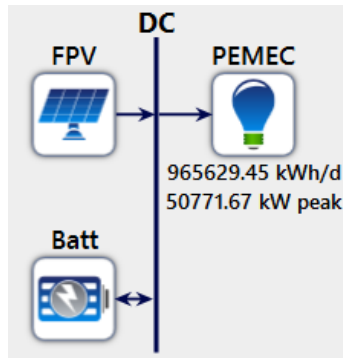 DC
FPV
PEMEC
965629.45 kWh/d
50771.67 kW peak
Batt